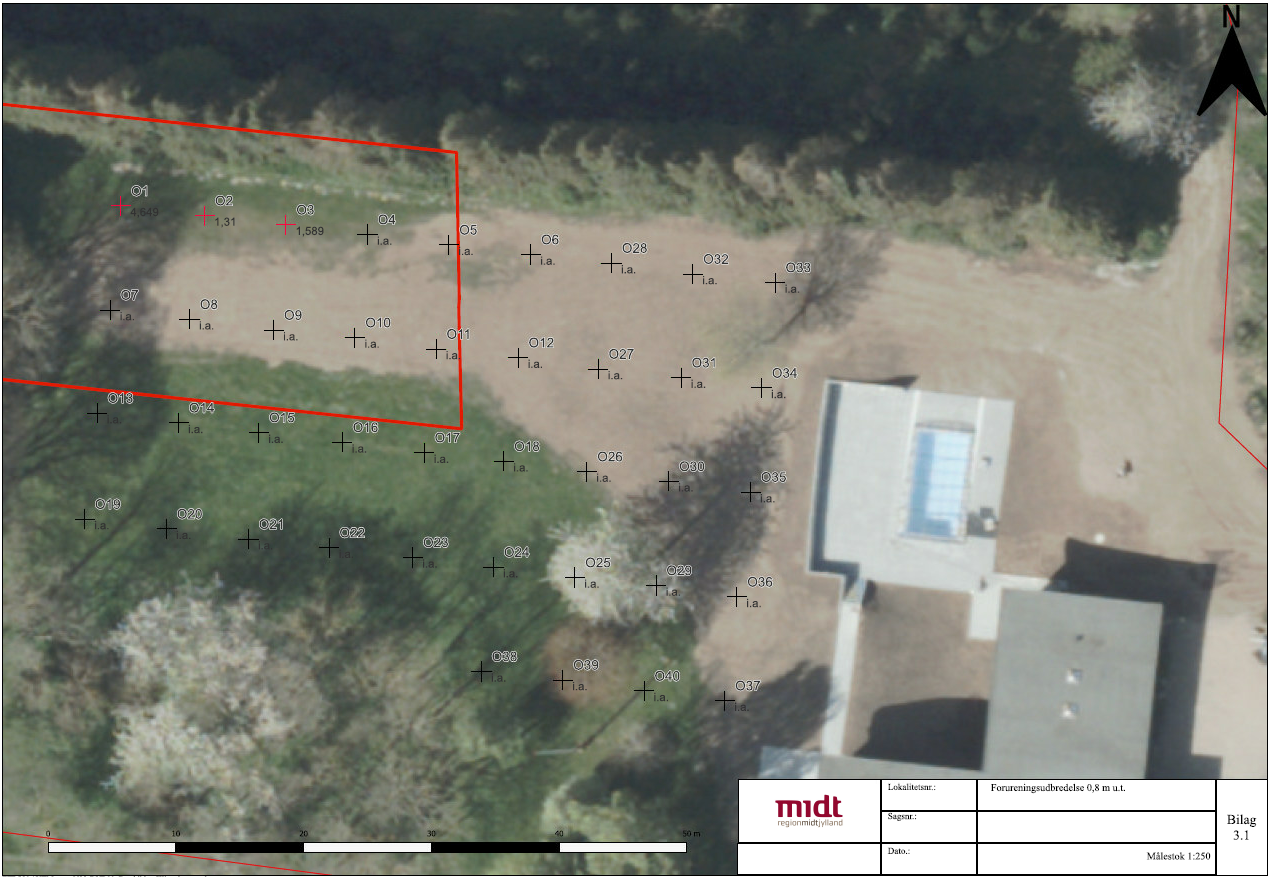 N
O1
4,649
O2
1,31
O3
1,589
O4
i.a.
O5
i.a.
O6
i.a.
O28
i.a.
O32
i.a.
O33
i.a.
O7
i.a.
O8
i.a.
O9
i.a.
O10
i.a.
O11
i.a.
O12
i.a.
O27
i.a.
O31
i.a.
O34
i.a.
O13
i.a.
O14
i.a.
O15
i.a.
O16
i.a.
O17
i.a.
O18
i.a.
O26
i.a.
O30
i.a.
O35
i.a.
O19
i.a.
O20
i.a.
O21
i.a.
O22
i.a.
O23
i.a.
O24
i.a.
O25
i.a.
O29
i.a.
O36
i.a.
O38
i.a.
O39
i.a.
O40
i.a.
O37
i.a.
0 10 20 30 40 50 m
midt
regionmidtjylland
Lokalitetsnr.: Forureningsudbredelse 0,8 m u.t.
Sagsnr.:
Dato.: Målestok 1:250
Bilag
3.1